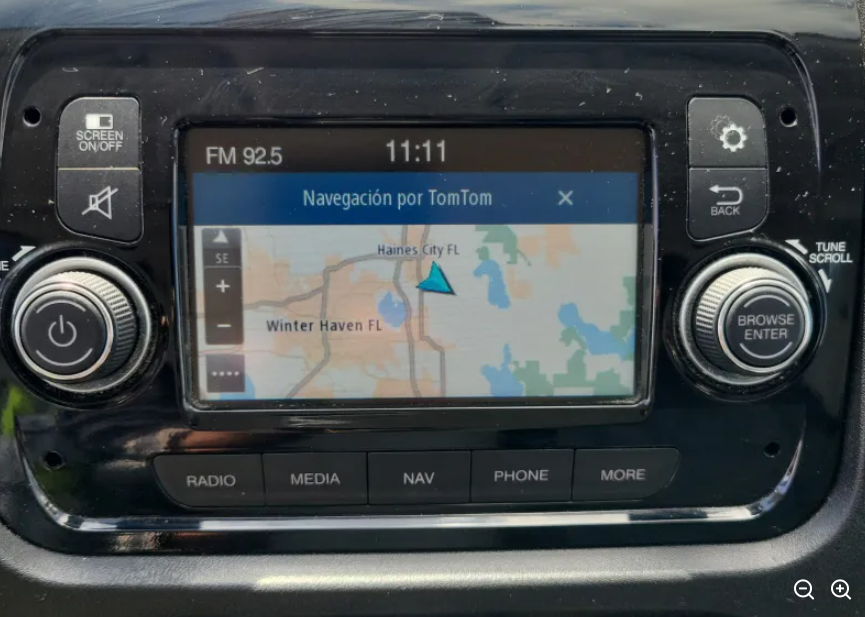 SCREEN
ON/OFF
FM 92.5
11:11
BACK
Navegación por TomTom
TUNE
SCROLL
Haines City FL
SE
+
−
Winter Haven FL
BROWSE
ENTER
RADIO
MEDIA
NAV
PHONE
MORE